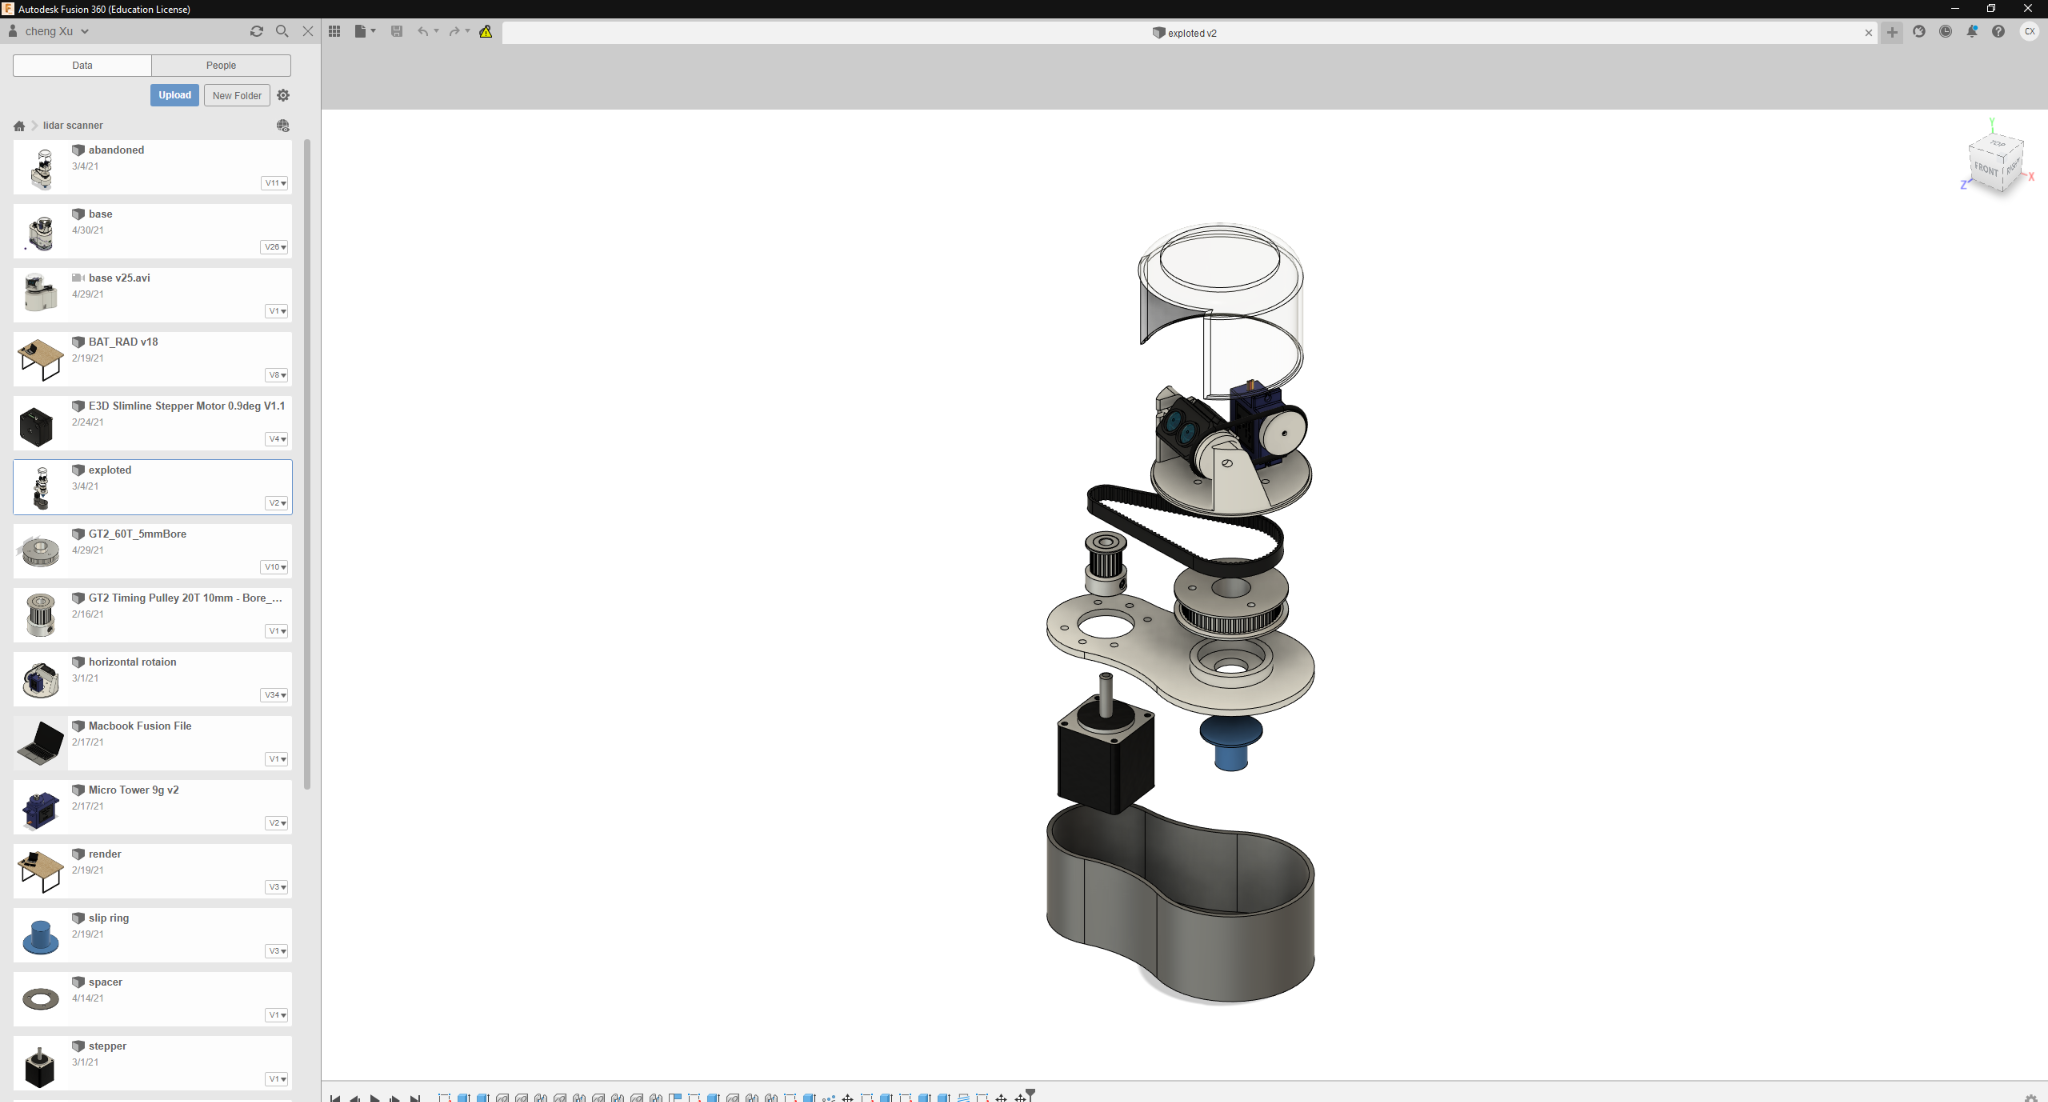 Autodesk Fusion 360 (Education License)
cheng Xu
exploted v2
CX
Data
People
Upload
New Folder
lidar scanner
abandoned
3/4/21
V11
base
4/30/21
V26
base v25.avi
4/29/21
V1
BAT_RAD v18
2/19/21
V8
E3D Slimline Stepper Motor 0.9deg V1.1
2/24/21
V4
exploted
3/4/21
V2
GT2_60T_5mmBore
4/29/21
V10
GT2 Timing Pulley 20T 10mm - Bore_...
2/16/21
V1
horizontal rotaion
3/1/21
V34
Macbook Fusion File
2/17/21
V1
Micro Tower 9g v2
2/17/21
V2
render
2/19/21
V3
slip ring
2/19/21
V3
spacer
4/14/21
V1
stepper
3/1/21
V1
Y
TOP
FRONT
RIGHT
Z
X